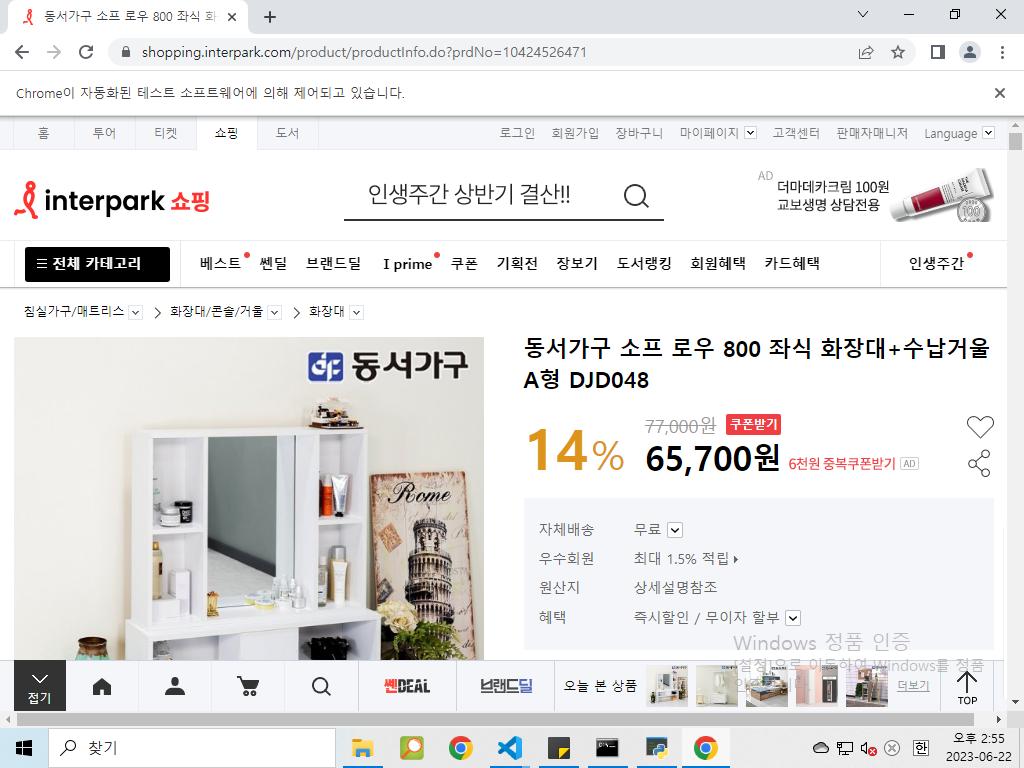 동서가구 소프 로우 800 좌식 화
shopping.interpark.com/product/productInfo.do?prdNo=10424526471
Chrome이 자동화된 테스트 소프트웨어에 의해 제어되고 있습니다.
홈 투어 티켓 쇼핑 도서 로그인 회원가입 장바구니 마이페이지 고객센터 판매자매니저 Language
interpark 쇼핑
인생주간 상반기 결산!!
AD 더마데카크림 100원
교보생명 상담전용
100
전체 카테고리 베스트 쎈딜 브랜드딜 I prime 쿠폰 기획전 장보기 도서랭킹 회원혜택 카드혜택 인생주간
침실가구/매트리스 화장대/콘솔/거울 화장대
동서가구
Rome
동서가구 소프 로우 800 좌식 화장대+수납거울
A형 DJD048
14% 77,000원 쿠폰받기
65,700원 6천원 중복쿠폰받기 AD
자체배송 무료
우수회원 최대 1.5% 적립
원산지 상세설명참조
혜택 즉시할인 / 무이자 할부
Windows 정품 인증
[설정]으로 이동하여 Windows를 정품
접기
쎈DEAL 브랜드딜 오늘 본 상품 더보기 TOP
찾기
한
오후 2:55
2023-06-22